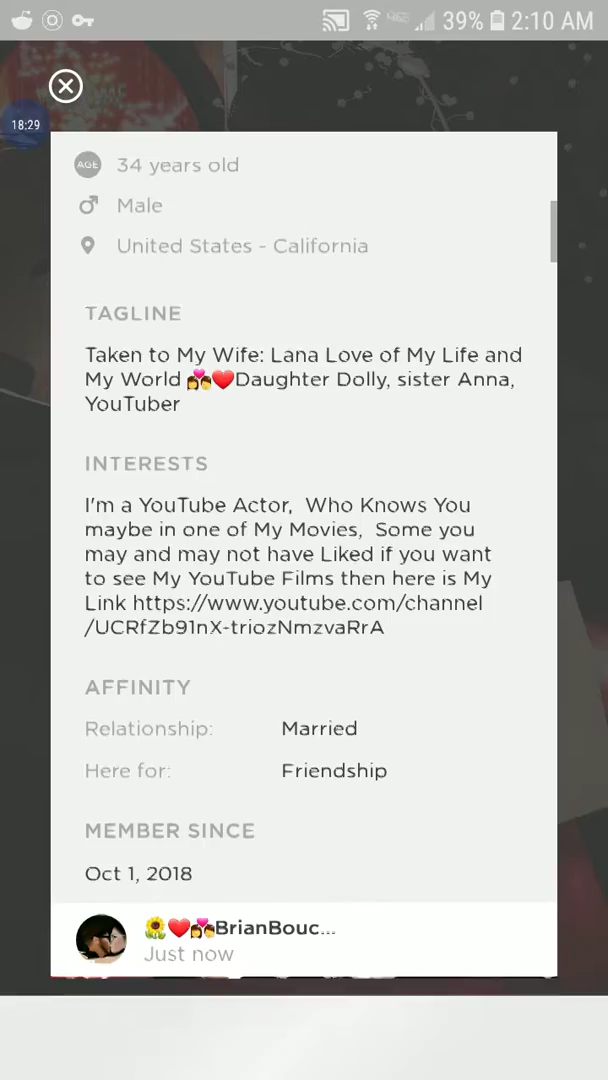 39% 2:10 AM
18:29
AGE 34 years old
Male
United States - California
TAGLINE
Taken to My Wife: Lana Love of My Life and
My World 💏❤️Daughter Dolly, sister Anna,
YouTuber
INTERESTS
I'm a YouTube Actor, Who Knows You
maybe in one of My Movies, Some you
may and may not have Liked if you want
to see My YouTube Films then here is My
Link https://www.youtube.com/channel
/UCRfZb91nX-triozNmzvaRrA
AFFINITY
Relationship: Married
Here for: Friendship
MEMBER SINCE
Oct 1, 2018
🌻❤️💏BrianBouc...
Just now